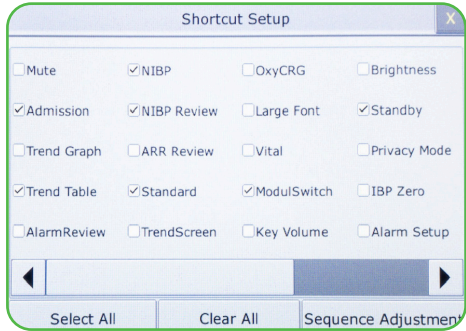 Shortcut Setup X
Mute NIBP OxyCRG Brightness
Admission NIBP Review Large Font Standby
Trend Graph ARR Review Vital Privacy Mode
Trend Table Standard ModulSwitch IBP Zero
AlarmReview TrendScreen Key Volume Alarm Setup
Select All Clear All Sequence Adjustment